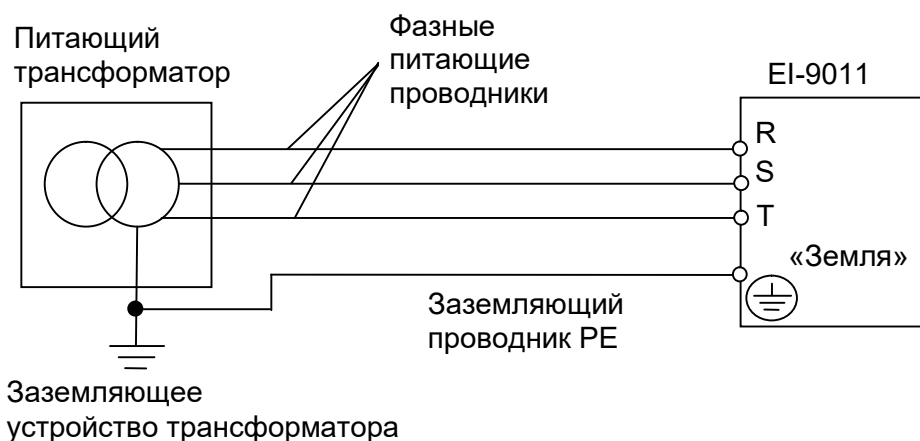 Питающий
трансформатор
Фазные
питающие
проводники
EI-9011
R
S
T
«Земля»
Заземляющий
проводник PE
Заземляющее
устройство трансформатора